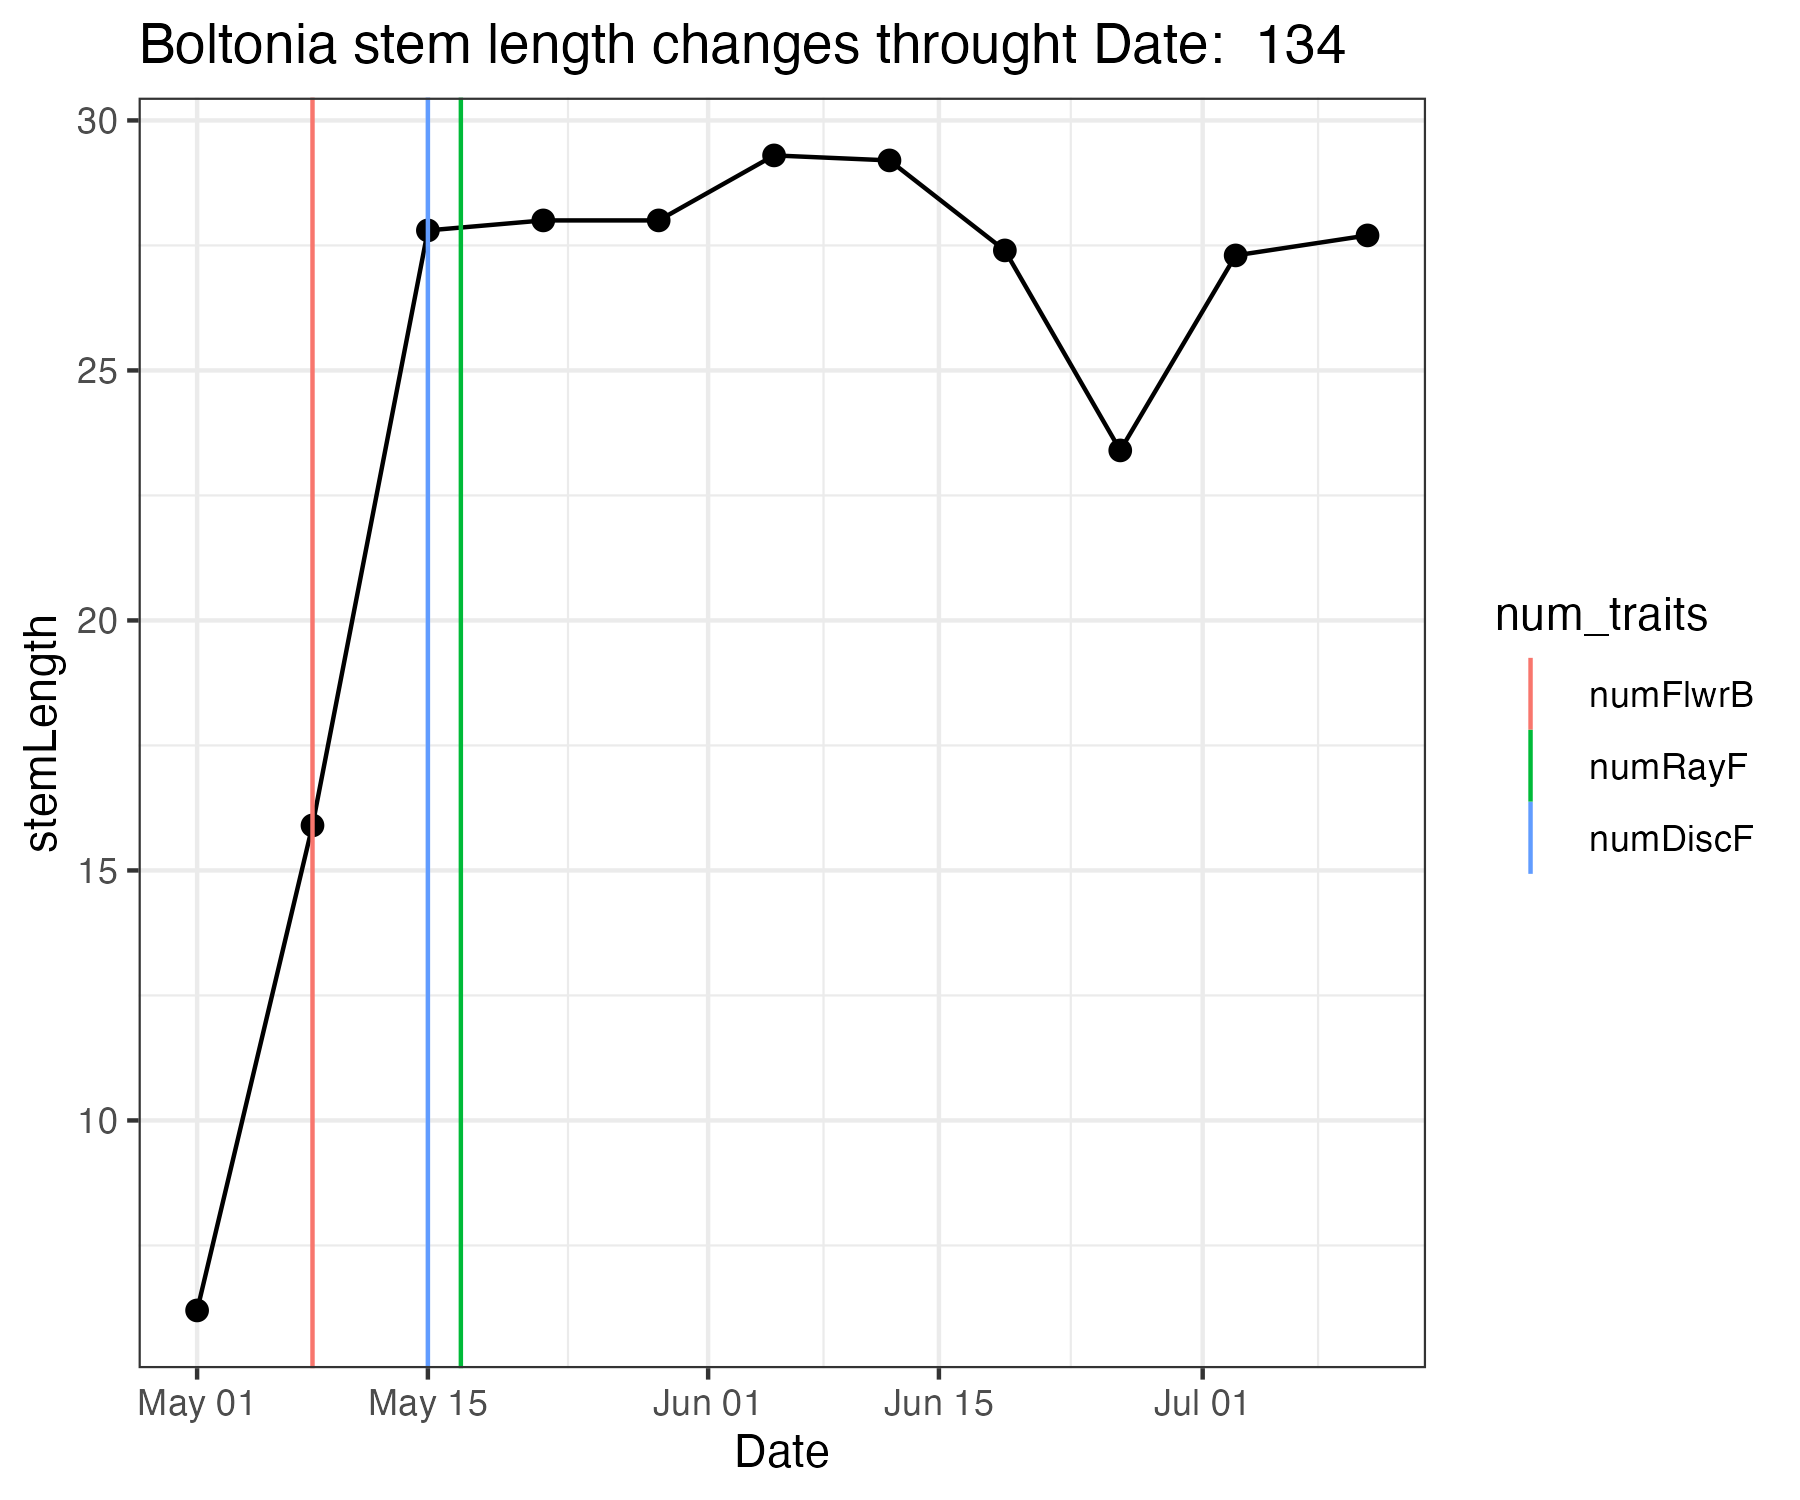 Boltonia stem length changes throught Date:  134
30
25
20
15
10
stemLength
May 01
May 15
Jun 01
Jun 15
Jul 01
Date
num_traits
numFlwrB
numRayF
numDiscF